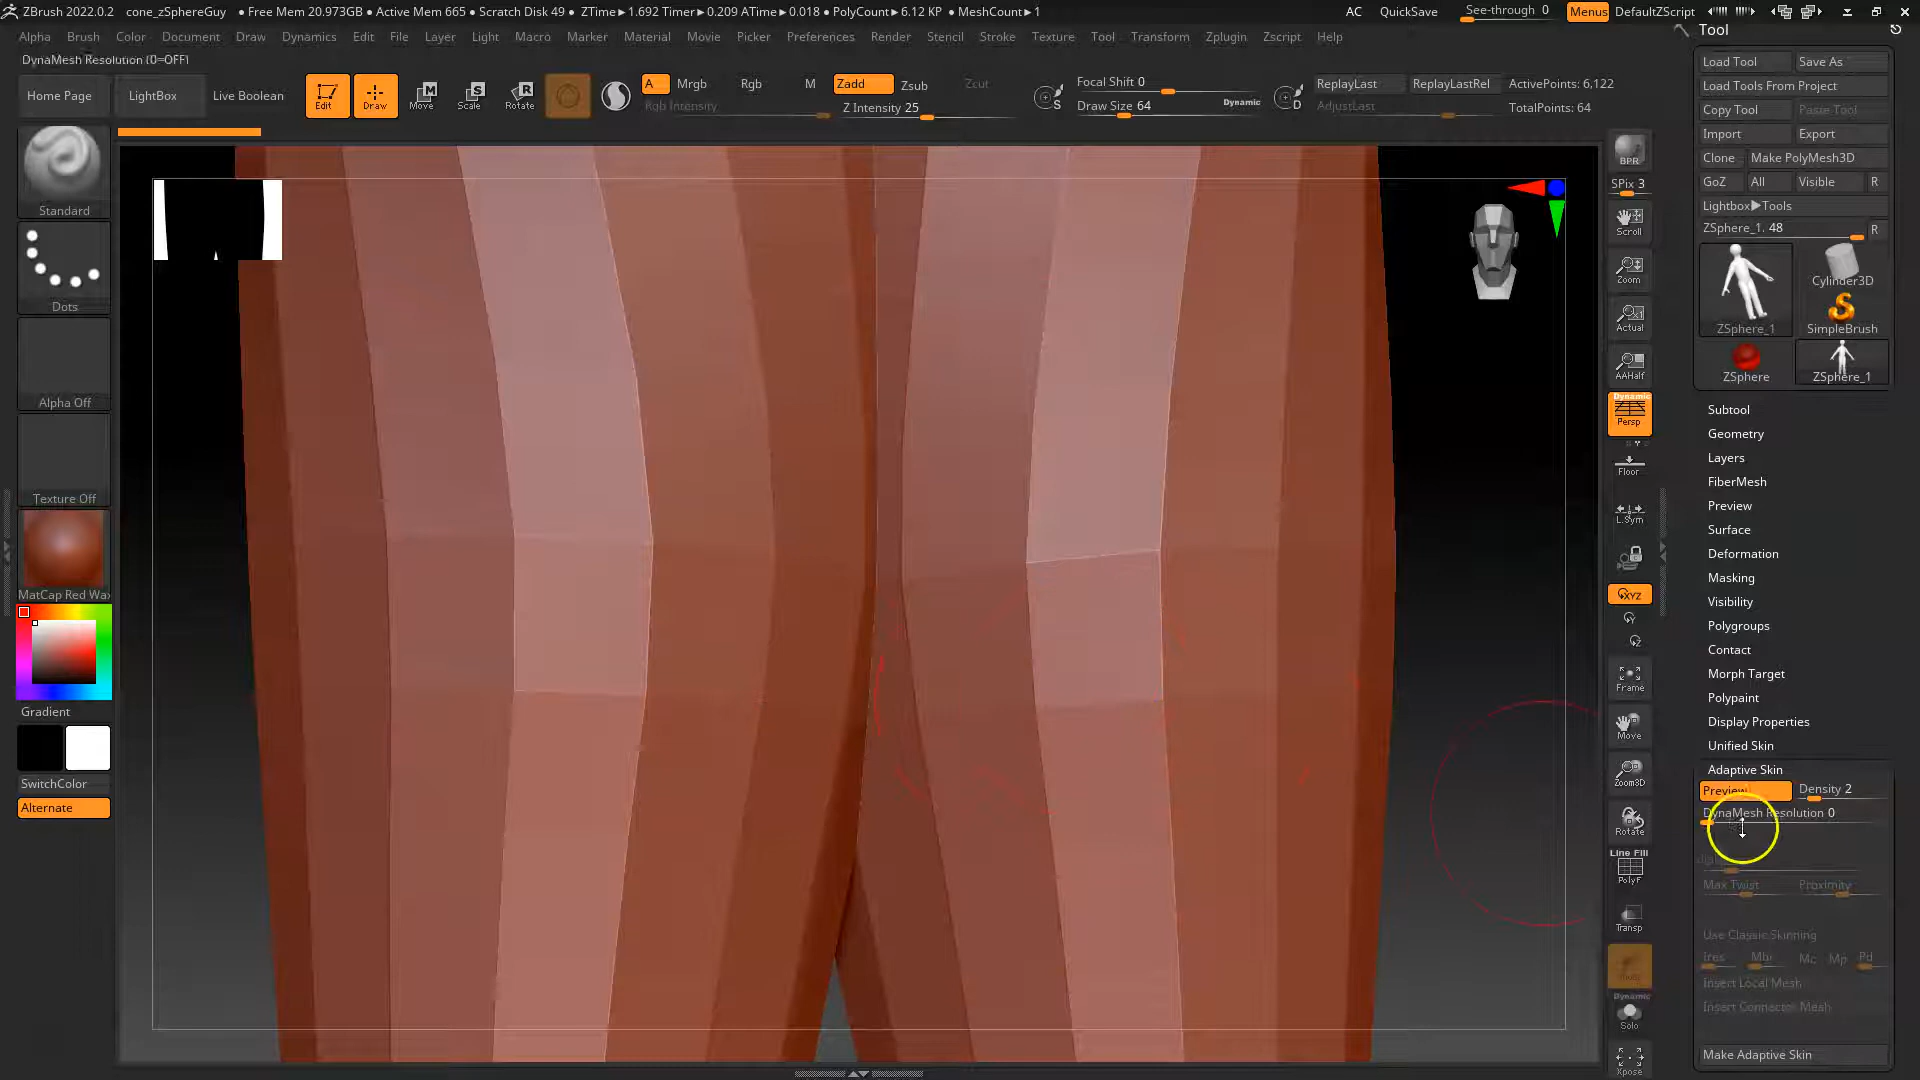 ZBrush 2022.0.2 cone_zSphereGuy • Free Mem 20.973GB • Active Mem 665 • Scratch Disk 49 • ZTime►1.692 Timer►0.209 ATime►0.018 • PolyCount►6.12 KP • MeshCount►1
AC QuickSave See-through 0 Menus DefaultZScript
Alpha Brush Color Document Draw Dynamics Edit File Layer Light Macro Marker Material Movie Picker Preferences Render Stencil Stroke Texture Tool Transform Zplugin Zscript Help
DynaMesh Resolution (0=OFF)
Home Page LightBox Live Boolean
Edit Draw Move Scale Rotate
A Mrgb Rgb M Zadd Zsub Zcut
Rgb Intensity Z Intensity 25
Focal Shift 0
Draw Size 64 Dynamic
S D
ReplayLast ReplayLastRel ActivePoints: 6,122
AdjustLast TotalPoints: 64
Standard
Dots
Alpha Off
Texture Off
MatCap Red Wax
Gradient
SwitchColor
Alternate
BPR
SPix 3
Scroll
Zoom
Actual
AAHalf
Dynamic
Persp
Floor
L.Sym
XYZ
Y
Z
Frame
Move
Zoom3D
Rotate
Line Fill
PolyF
Transp
Dynamic
Solo
Xpose
Tool
Load Tool Save As
Load Tools From Project
Copy Tool Paste Tool
Import Export
Clone Make PolyMesh3D
GoZ All Visible R
Lightbox►Tools
ZSphere_1. 48 R
ZSphere_1 Cylinder3D
SimpleBrush
ZSphere ZSphere_1
Subtool
Geometry
Layers
FiberMesh
Preview
Surface
Deformation
Masking
Visibility
Polygroups
Contact
Morph Target
Polypaint
Display Properties
Unified Skin
Adaptive Skin
Preview Density 2
DynaMesh Resolution 0
Max Twist Proximity
Use Classic Skinning
Ires Mbr Mc Mp Pd
Insert Local Mesh
Insert Connector Mesh
Make Adaptive Skin